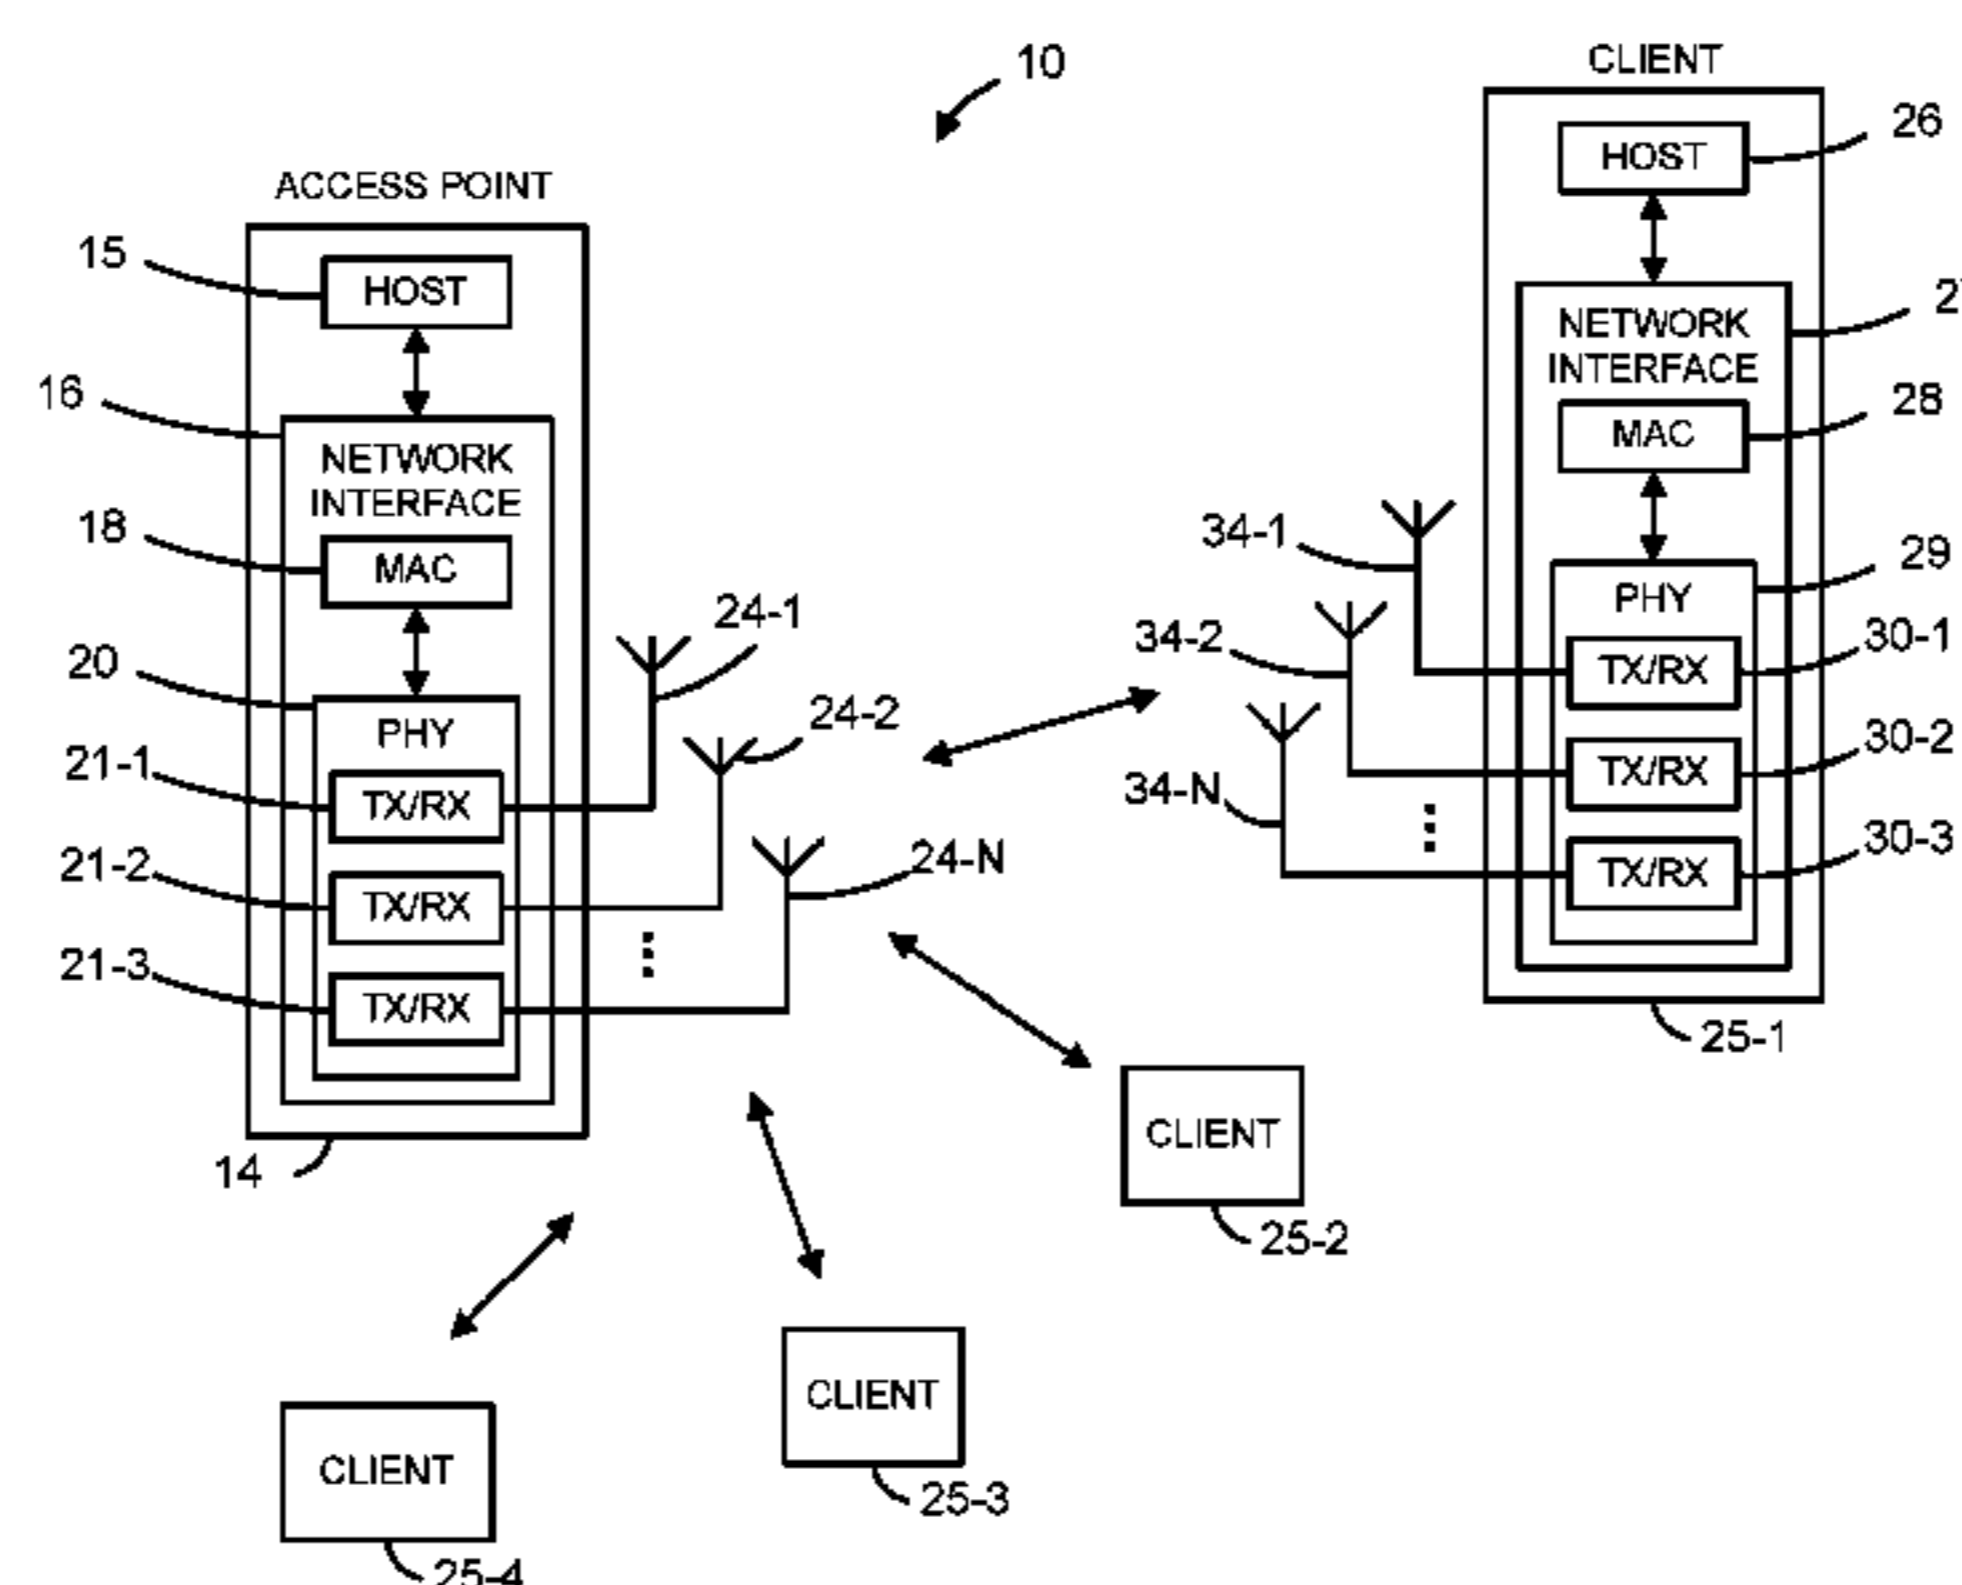 10
ACCESS POINT
15
HOST
16
NETWORK
INTERFACE
18
MAC
20
PHY
21-1
TX/RX
21-2
TX/RX
21-3
TX/RX
14
24-1
24-2
24-N
CLIENT
HOST
26
NETWORK
INTERFACE
MAC
28
PHY
29
TX/RX
30-1
TX/RX
30-2
TX/RX
30-3
34-1
34-2
34-N
25-1
CLIENT
25-2
CLIENT
25-3
CLIENT
25-4